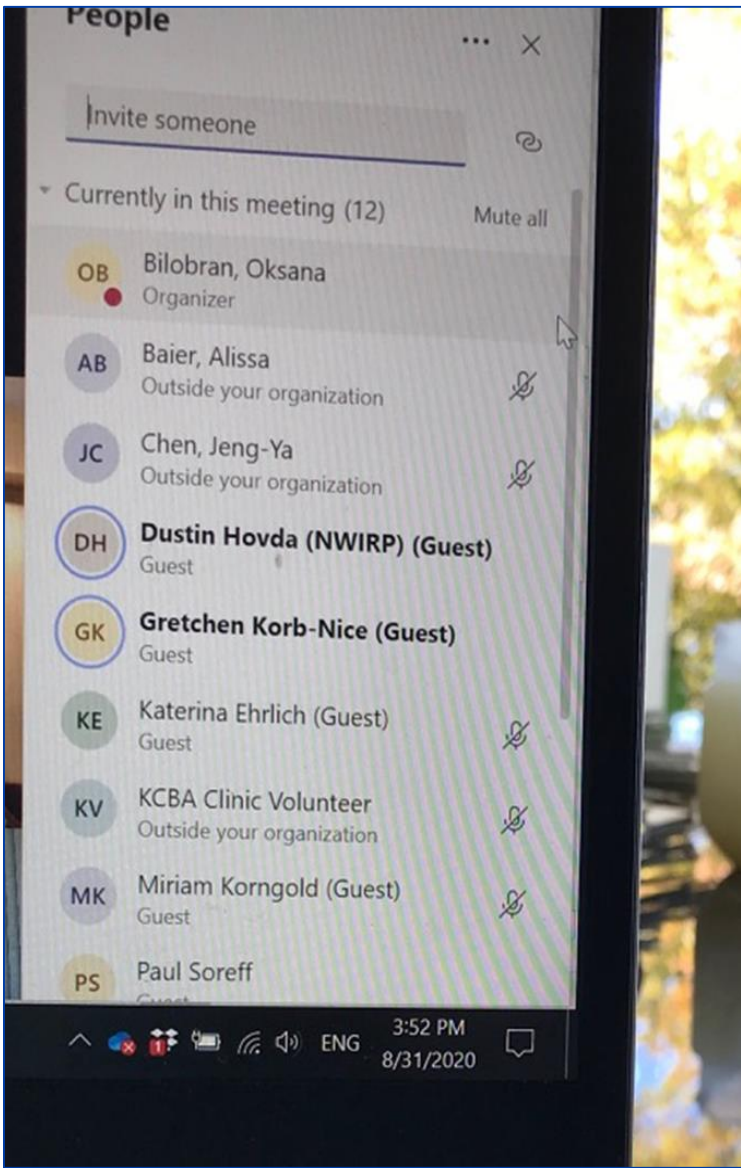 People
Invite someone
Currently in this meeting (12)
Mute all
OB
Bilobran, Oksana
Organizer
AB
Baier, Alissa
Outside your organization
JC
Chen, Jeng-Ya
Outside your organization
DH
Dustin Hovda (NWIRP) (Guest)
Guest
GK
Gretchen Korb-Nice (Guest)
Guest
KE
Katerina Ehrlich (Guest)
Guest
KV
KCBA Clinic Volunteer
Outside your organization
MK
Miriam Korngold (Guest)
Guest
PS
Paul Soreff
Guest
1
ENG
3:52 PM
8/31/2020